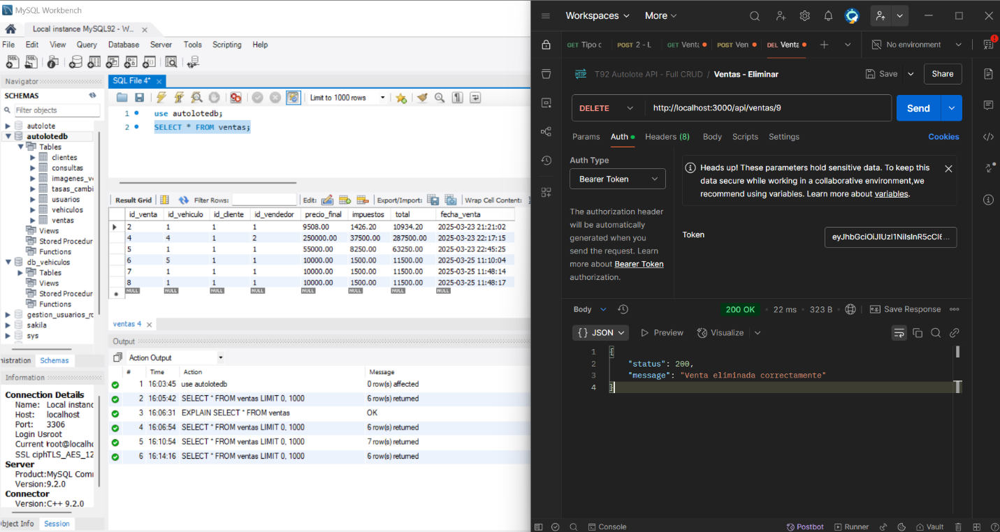 MySQL Workbench
Local instance MySQL92 - W...
File Edit View Query Database Server Tools Scripting Help
Navigator
SCHEMAS
Filter objects
autolote
autolotedb
Tables
clientes
consultas
imagenes_v
tasas_cambi
usuarios
vehiculos
ventas
Views
Stored Procedur
Functions
db_vehiculos
Tables
Views
Stored Procedur
Functions
gestion_usuarios_ro
sakila
sys
nistration Schemas
Information
Connection Details
Name: Local instanc
Host: localhost
Port: 3306
Login Usroot
Current root@localho
SSL ciphTLS_AES_12
Server
Product:MySQL Comm
Version:9.2.0
Connector
Version:C++ 9.2.0
bject Info Session
SQL File 4*
Limit to 1000 rows
1 use autolotedb;
2 SELECT * FROM ventas;
Result Grid Filter Rows: Edit: Export/Import: Wrap Cell Content:
id_venta id_vehiculo id_cliente id_vendedor precio_final impuestos total fecha_venta
2 1 1 1 9508.00 1426.20 10934.20 2025-03-23 21:21:02
4 4 1 2 250000.00 37500.00 287500.00 2025-03-23 22:17:15
5 1 1 1 55000.00 8250.00 63250.00 2025-03-23 22:45:25
6 5 1 1 10000.00 1500.00 11500.00 2025-03-25 11:10:04
7 1 1 1 10000.00 1500.00 11500.00 2025-03-25 11:48:14
8 1 1 1 10000.00 1500.00 11500.00 2025-03-25 11:48:17
NULL NULL NULL NULL NULL NULL NULL NULL
ventas 4
Output
Action Output
# Time Action Message
1 16:03:45 use autolotedb 0 row(s) affected
2 16:05:42 SELECT * FROM ventas LIMIT 0, 1000 6 row(s) returned
3 16:06:31 EXPLAIN SELECT * FROM ventas OK
4 16:06:54 SELECT * FROM ventas LIMIT 0, 1000 6 row(s) returned
5 16:10:54 SELECT * FROM ventas LIMIT 0, 1000 7 row(s) returned
6 16:14:16 SELECT * FROM ventas LIMIT 0, 1000 6 row(s) returned
Workspaces More
GET Tipo c POST 2 - L GET Venta POST Ven DEL Venta No environment
HTTP T92 Autolote API - Full CRUD / Ventas - Eliminar Save Share
DELETE http://localhost:3000/api/ventas/9 Send
Params Auth Headers (8) Body Scripts Settings Cookies
Auth Type
Bearer Token
The authorization header
will be automatically
generated when you
send the request. Learn
more about Bearer Token
authorization.
Heads up! These parameters hold sensitive data. To keep this
data secure while working in a collaborative environment,we
recommend using variables. Learn more about variables.
Token
Body 200 OK 22 ms 323 B e.g Save Response
{} JSON Preview Visualize
1 {
2 "status": 200,
3 "message": "Venta eliminada correctamente"
4 }
Console Postbot Runner Vault